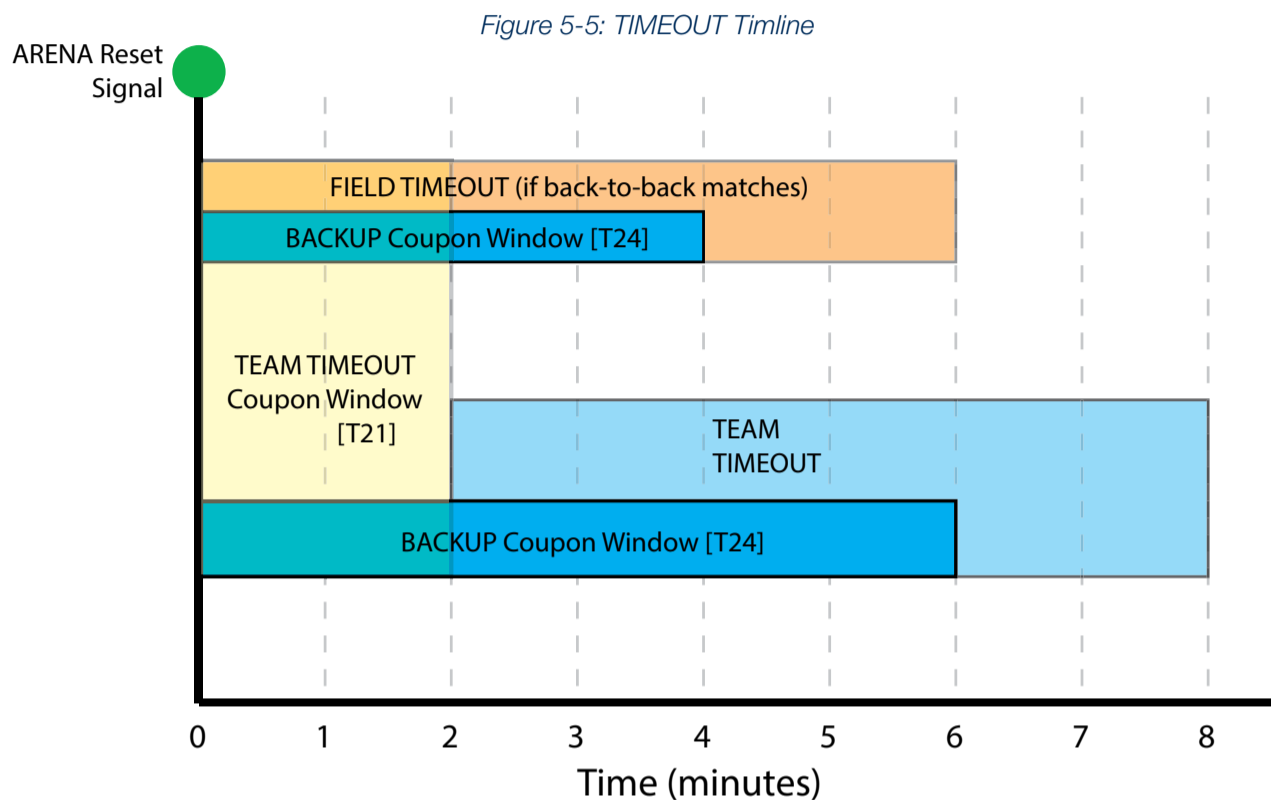 Figure 5-5: TIMEOUT Timline
ARENA Reset
Signal
FIELD TIMEOUT (if back-to-back matches)
BACKUP Coupon Window [T24]
TEAM TIMEOUT
Coupon Window
[T21]
TEAM
TIMEOUT
BACKUP Coupon Window [T24]
0 1 2 3 4 5 6 7 8
Time (minutes)